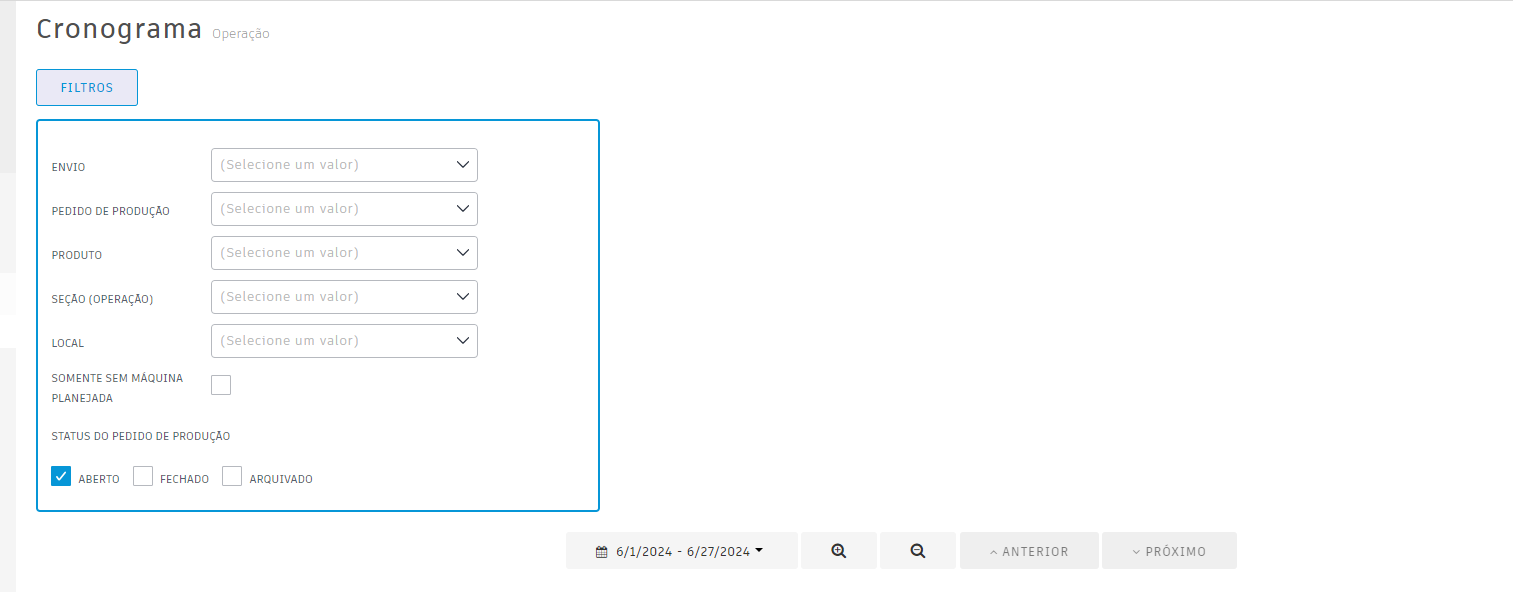 Cronograma Operação
FILTROS
ENVIO (Selecione um valor)
PEDIDO DE PRODUÇÃO (Selecione um valor)
PRODUTO (Selecione um valor)
SEÇÃO (OPERAÇÃO) (Selecione um valor)
LOCAL (Selecione um valor)
SOMENTE SEM MÁQUINA
PLANEJADA
STATUS DO PEDIDO DE PRODUÇÃO
ABERTO FECHADO ARQUIVADO
6/1/2024 - 6/27/2024 ANTERIOR PRÓXIMO